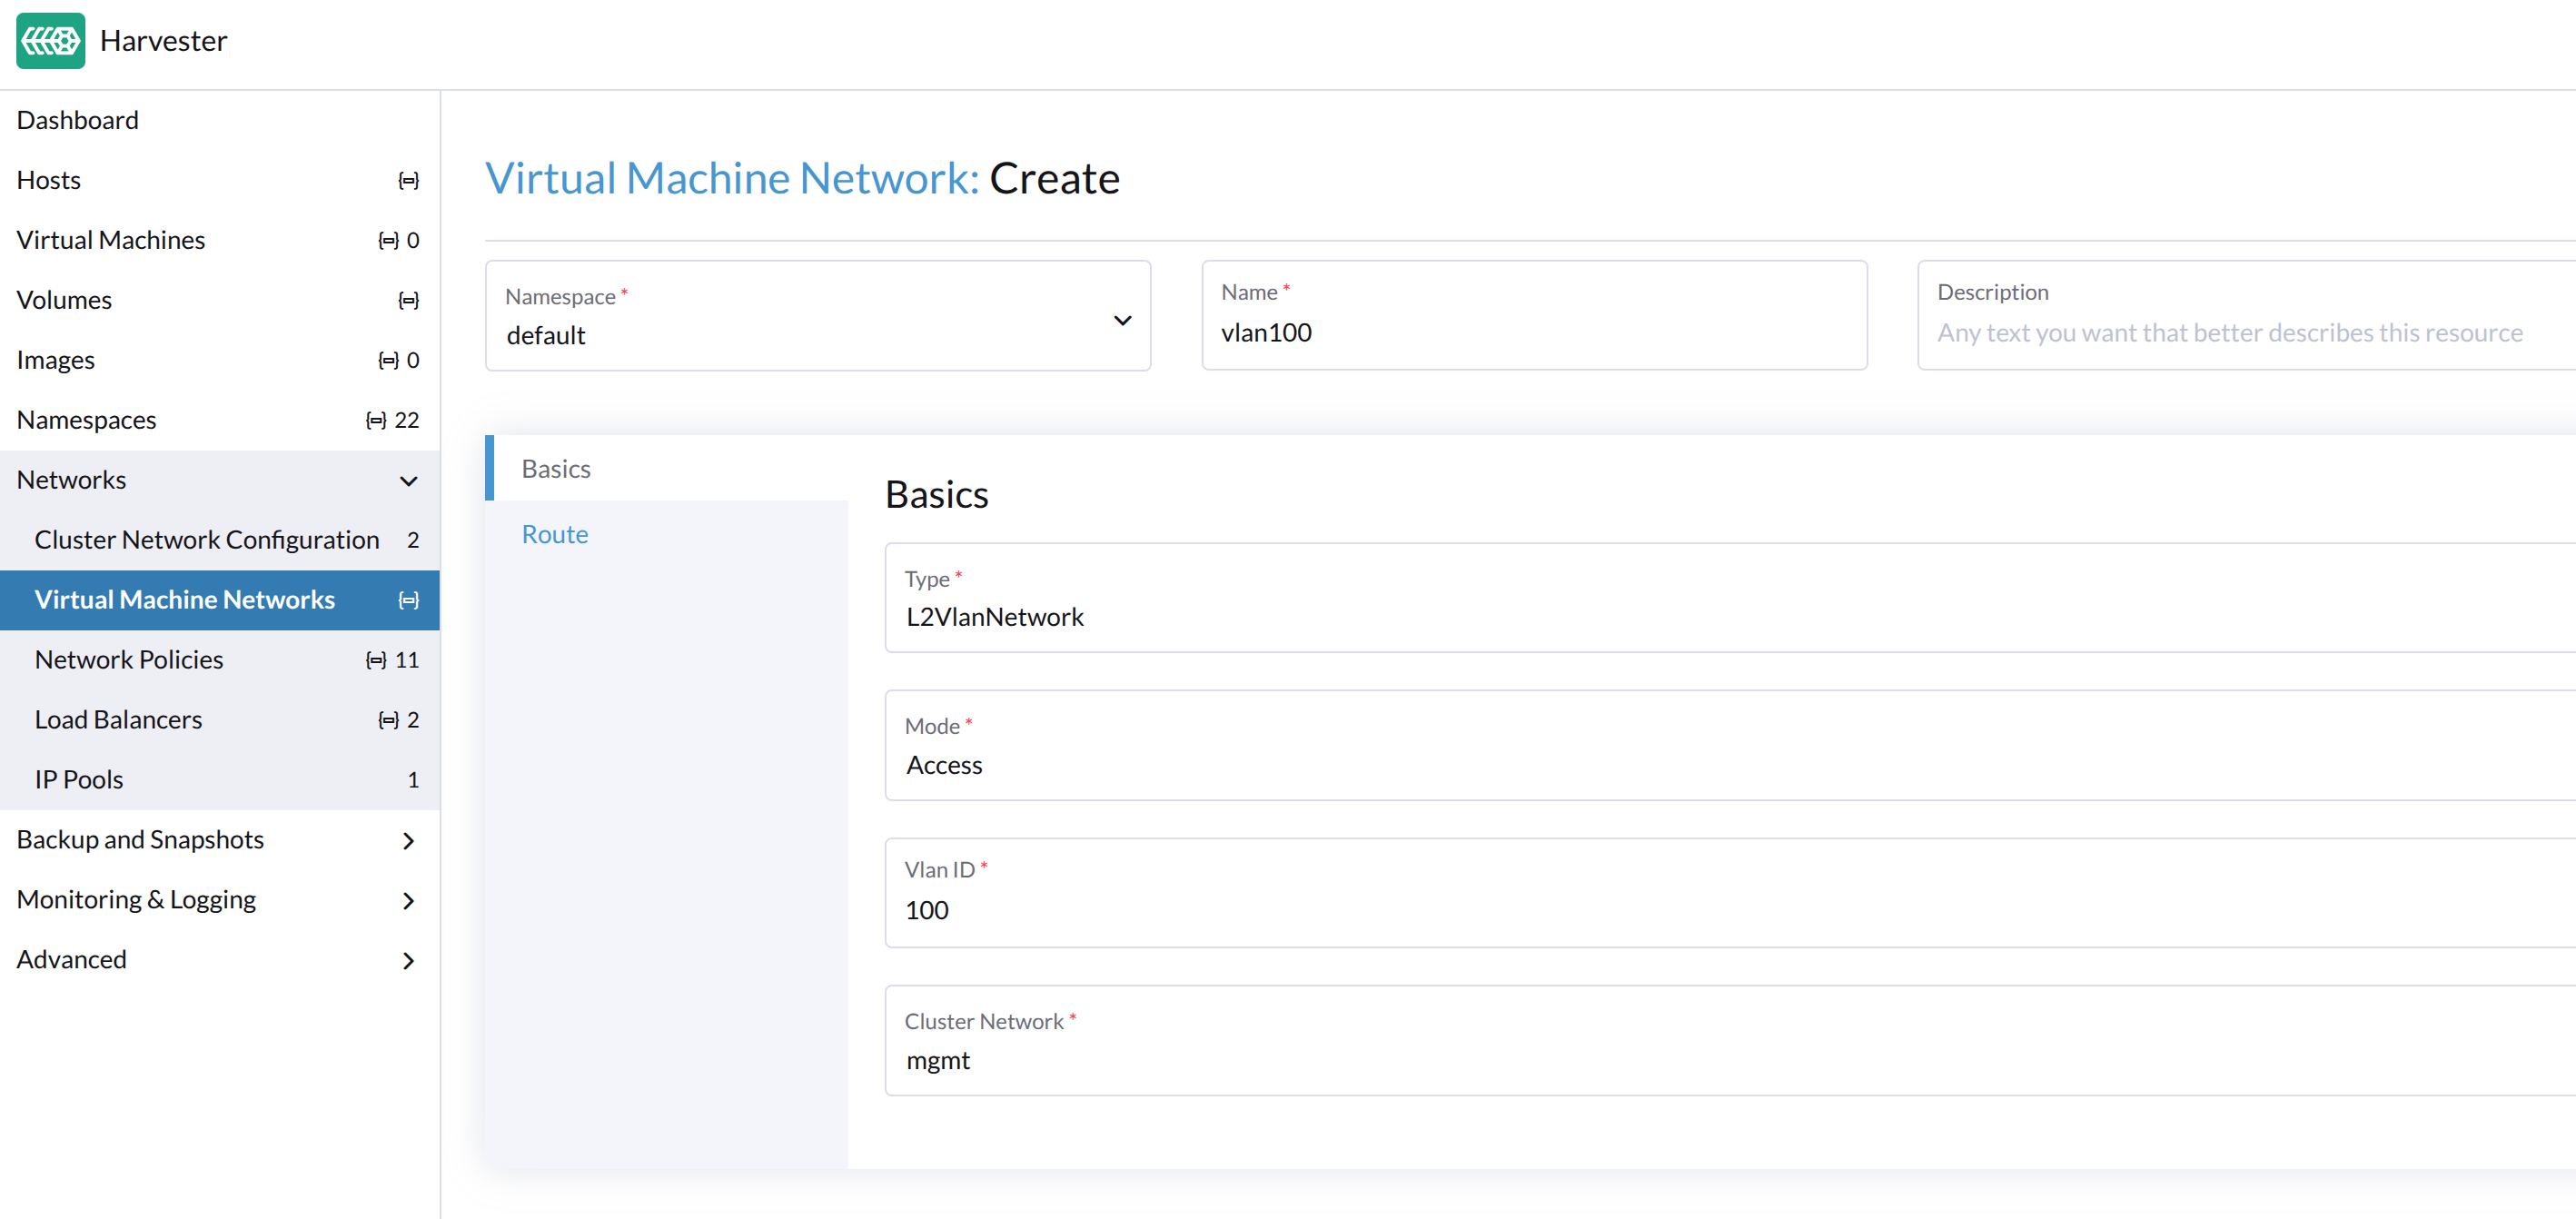 Harvester
Dashboard
Hosts
Virtual Machines 0
Volumes
Images 0
Namespaces 22
Networks
Cluster Network Configuration 2
Virtual Machine Networks
Network Policies 11
Load Balancers 2
IP Pools 1
Backup and Snapshots
Monitoring & Logging
Advanced
Virtual Machine Network: Create
Namespace *
default
Name *
vlan100
Description
Any text you want that better describes this resource
Basics
Route
Basics
Type *
L2VlanNetwork
Mode *
Access
Vlan ID *
100
Cluster Network *
mgmt